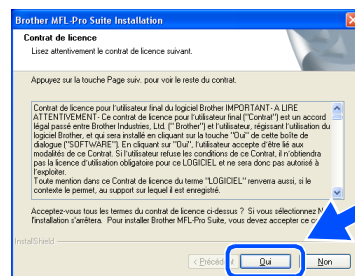 Brother MFL-Pro Suite Installation
Contrat de licence
Lisez attentivement le contrat de licence suivant.
Appuyez sur la touche Page suiv. pour voir le reste du contrat.
Contrat de licence pour l'utilisateur final du logiciel Brother IMPORTANT- A LIRE
ATTENTIVEMENT- Ce contrat de licence pour l'utilisateur final ("Contrat") est un accord
légal passé entre Brother Industries, Ltd. (" Brother") et l'utilisateur, régissant l'utilisation du
logiciel Brother, et qui sera installé en cliquant sur la touche "Oui" de cette boîte de
dialogue ("SOFTWARE"). En cliquant sur "Oui", l'utilisateur accepte d'être lié aux
modalités de ce Contrat. Si l'utilisateur refuse les conditions de ce Contrat, il n'obtiendra
pas la licence d'utilisation obligatoire pour ce LOGICIEL et ne sera donc pas autorisé à
l'exploiter.
Toute mention dans ce Contrat de licence du terme "LOGICIEL" renverra aussi, si le
contexte le permet, au support sur lequel il est enregistré.
Acceptez-vous tous les termes du contrat de licence ci-dessus ? Si vous sélectionnez
l'installation s'arrêtera. Pour installer Brother MFL-Pro Suite, vous devez accepter ce
InstallShield
< Précédent
Oui
Non